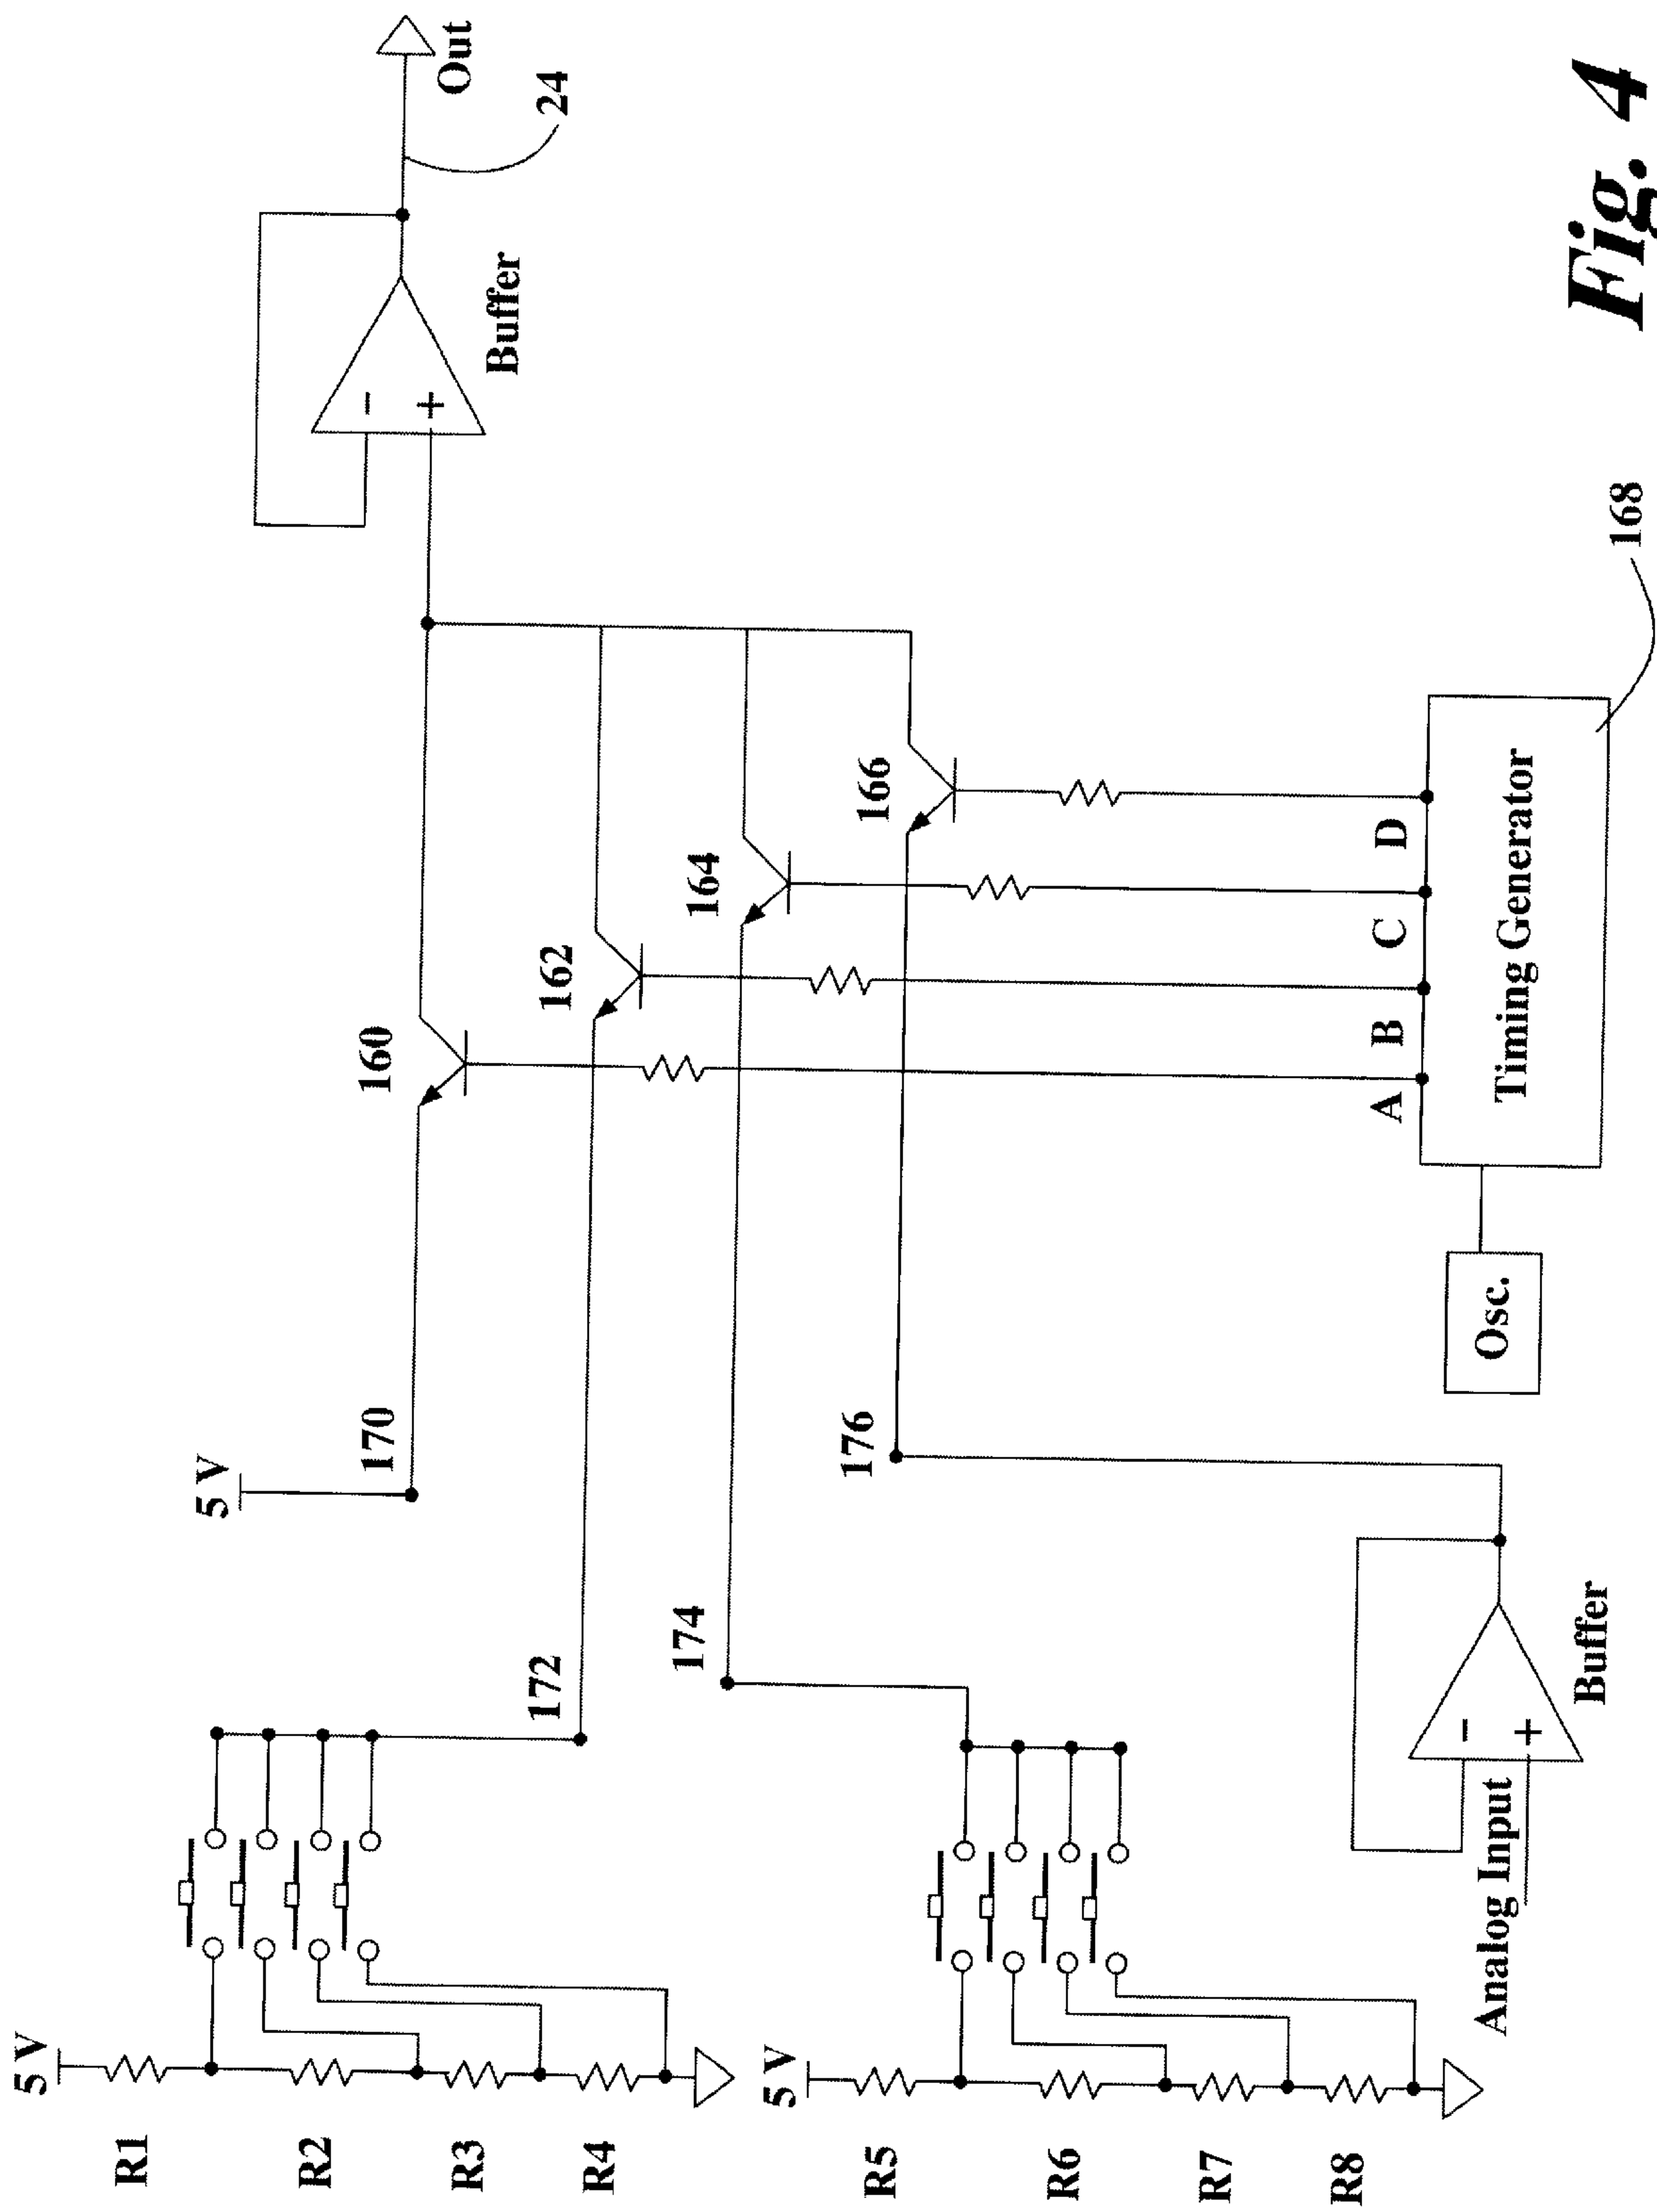 5 V
R1
R2
R3
R4
5 V
R5
R6
R7
R8
172
174
5 V
170
176
Analog Input
-
+
Buffer
160
162
164
166
Osc.
A
B
C
D
Timing Generator
168
-
+
Buffer
24
Out
Fig. 4